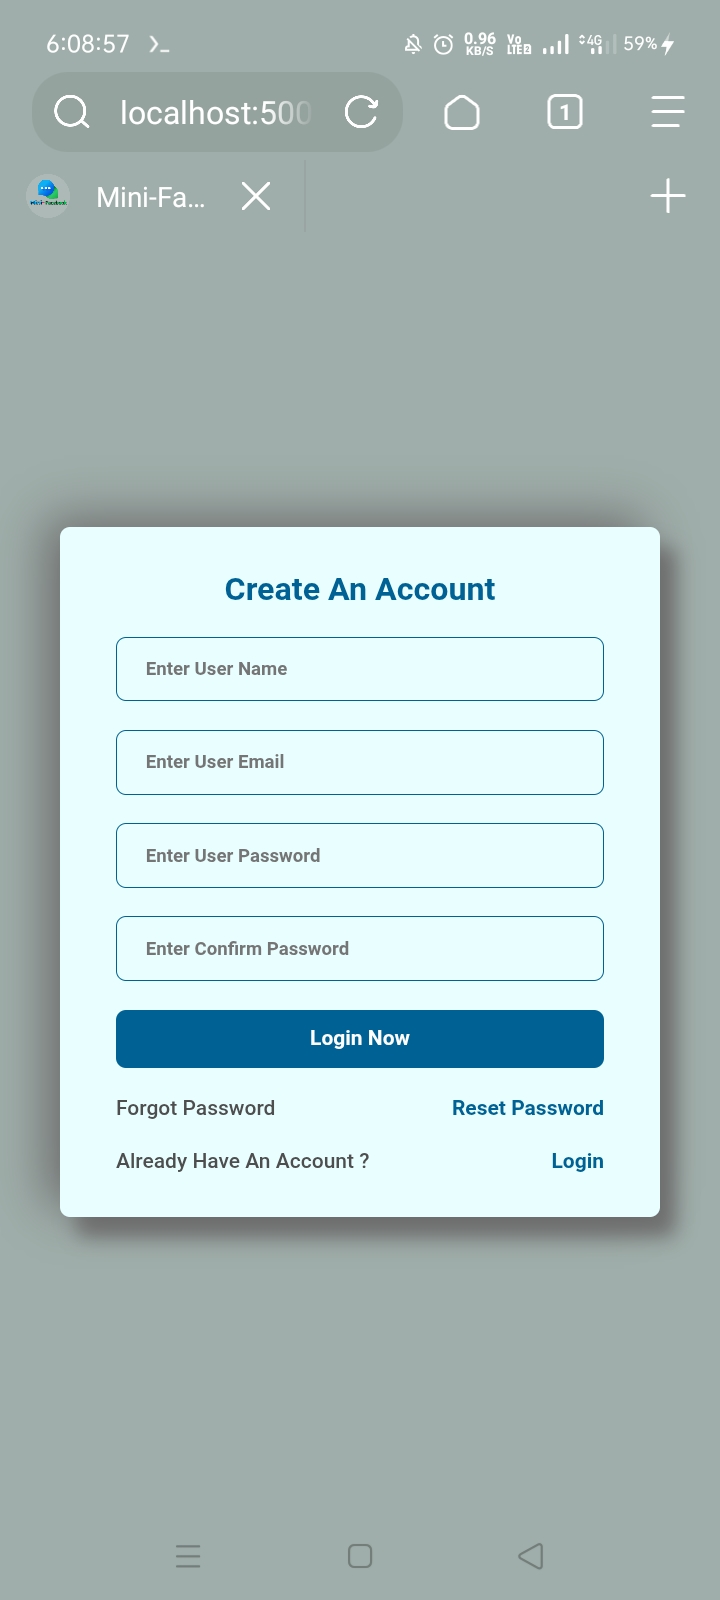 6:08:57 0.96 KB/S Vo LTE2 4G 59%
localhost:500 1
Mini-Fa...
Create An Account
Enter User Name
Enter User Email
Enter User Password
Enter Confirm Password
Login Now
Forgot Password Reset Password
Already Have An Account ? Login